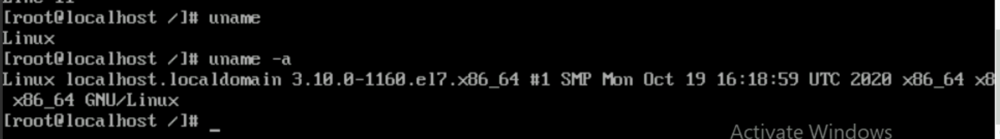 [root@localhost /]# uname
Linux
[root@localhost /]# uname -a
Linux localhost.localdomain 3.10.0-1160.el7.x86_64 #1 SMP Mon Oct 19 16:18:59 UTC 2020 x86_64 x8
x86_64 GNU/Linux
[root@localhost /]# _
Activate Windows